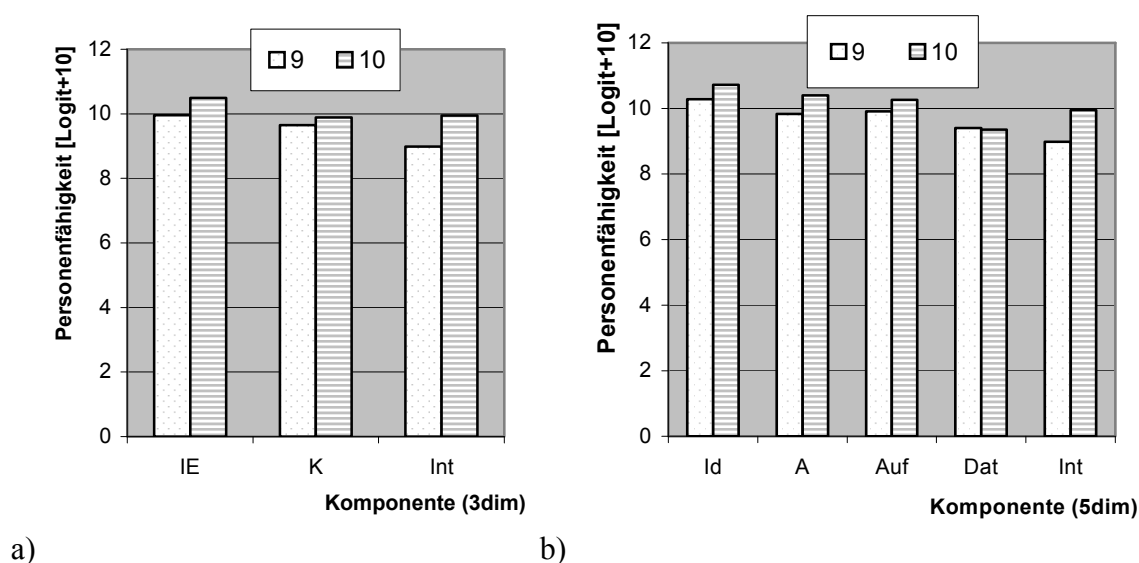 9 10
Personenfähigkeit [Logit+10]
12
10
8
6
4
2
0
IE K Int
Komponente (3dim)
a)
9 10
Personenfähigkeit [Logit+10]
12
10
8
6
4
2
0
Id A Auf Dat Int
Komponente (5dim)
b)